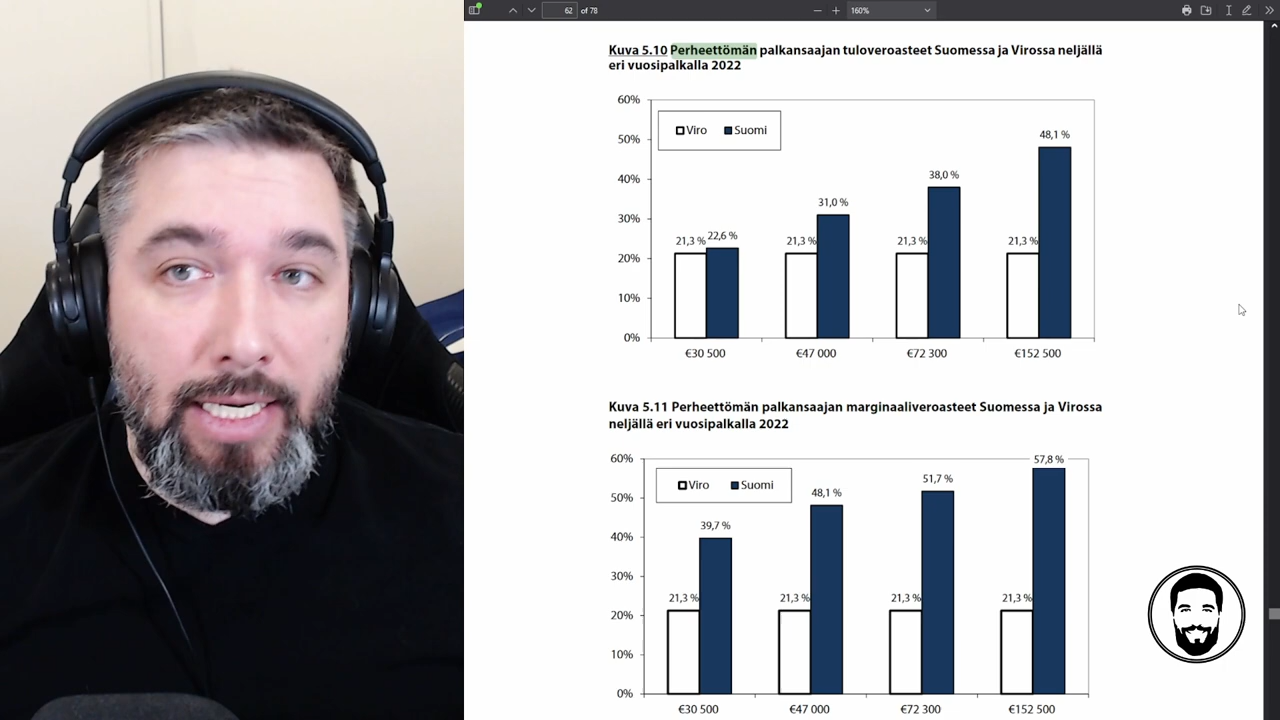 62 of 78
160%
Kuva 5.10 Perheettömän palkansaajan tuloveroasteet Suomessa ja Virossa neljällä
eri vuosipalkalla 2022
60%
50%
40%
30%
20%
10%
0%
Viro Suomi
21,3 % 22,6 %
21,3 % 31,0 %
21,3 % 38,0 %
21,3 % 48,1 %
€30 500 €47 000 €72 300 €152 500
Kuva 5.11 Perheettömän palkansaajan marginaaliveroasteet Suomessa ja Virossa
neljällä eri vuosipalkalla 2022
60%
50%
40%
30%
20%
10%
0%
Viro Suomi
21,3 % 39,7 %
21,3 % 48,1 %
21,3 % 51,7 %
21,3 % 57,8 %
€30 500 €47 000 €72 300 €152 500